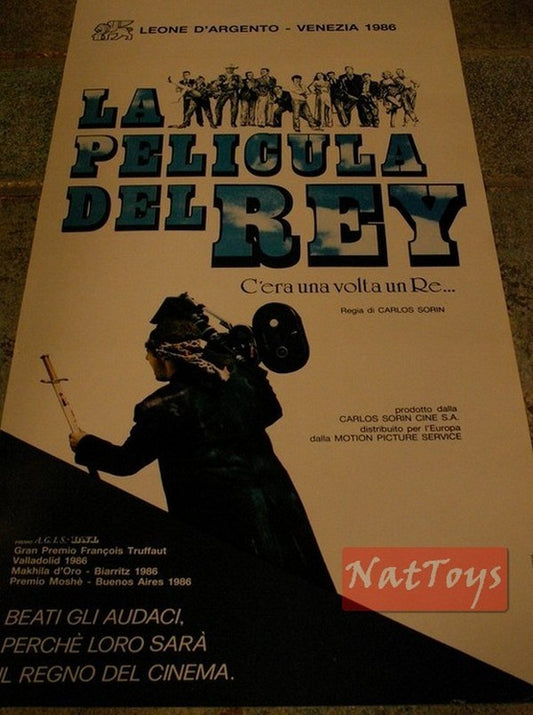 LEONE D'ARGENTO - VENEZIA 1986
LA
PELICULA
DEL REY
C'era una volta un Re...
Regia di CARLOS SORIN
prodotto dalla
CARLOS SORIN CINE S.A.
distribuito per l'Europa
dalla MOTION PICTURE SERVICE
A.G.I.S.-B.N.L.
Gran Premio François Truffaut
Valladolid 1986
Makhila d'Oro - Biarritz 1986
Premio Moshè - Buenos Aires 1986
NatToys
BEATI GLI AUDACI,
PERCHÉ LORO SARÀ
IL REGNO DEL CINEMA.